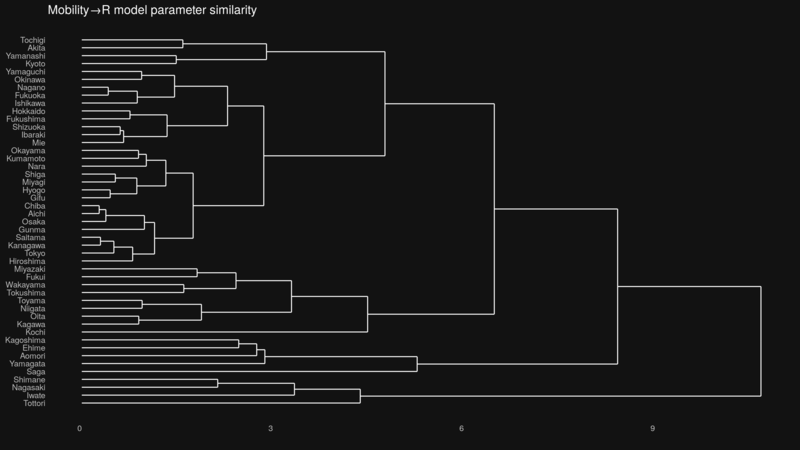 Mobility→R model parameter similarity
Tochigi
Akita
Yamanashi
Kyoto
Yamaguchi
Okinawa
Nagano
Fukuoka
Ishikawa
Hokkaido
Fukushima
Shizuoka
Ibaraki
Mie
Okayama
Kumamoto
Nara
Shiga
Miyagi
Hyogo
Gifu
Chiba
Aichi
Osaka
Gunma
Saitama
Kanagawa
Tokyo
Hiroshima
Miyazaki
Fukui
Wakayama
Tokushima
Toyama
Niigata
Oita
Kagawa
Kochi
Kagoshima
Ehime
Aomori
Yamagata
Saga
Shimane
Nagasaki
Iwate
Tottori
0 3 6 9